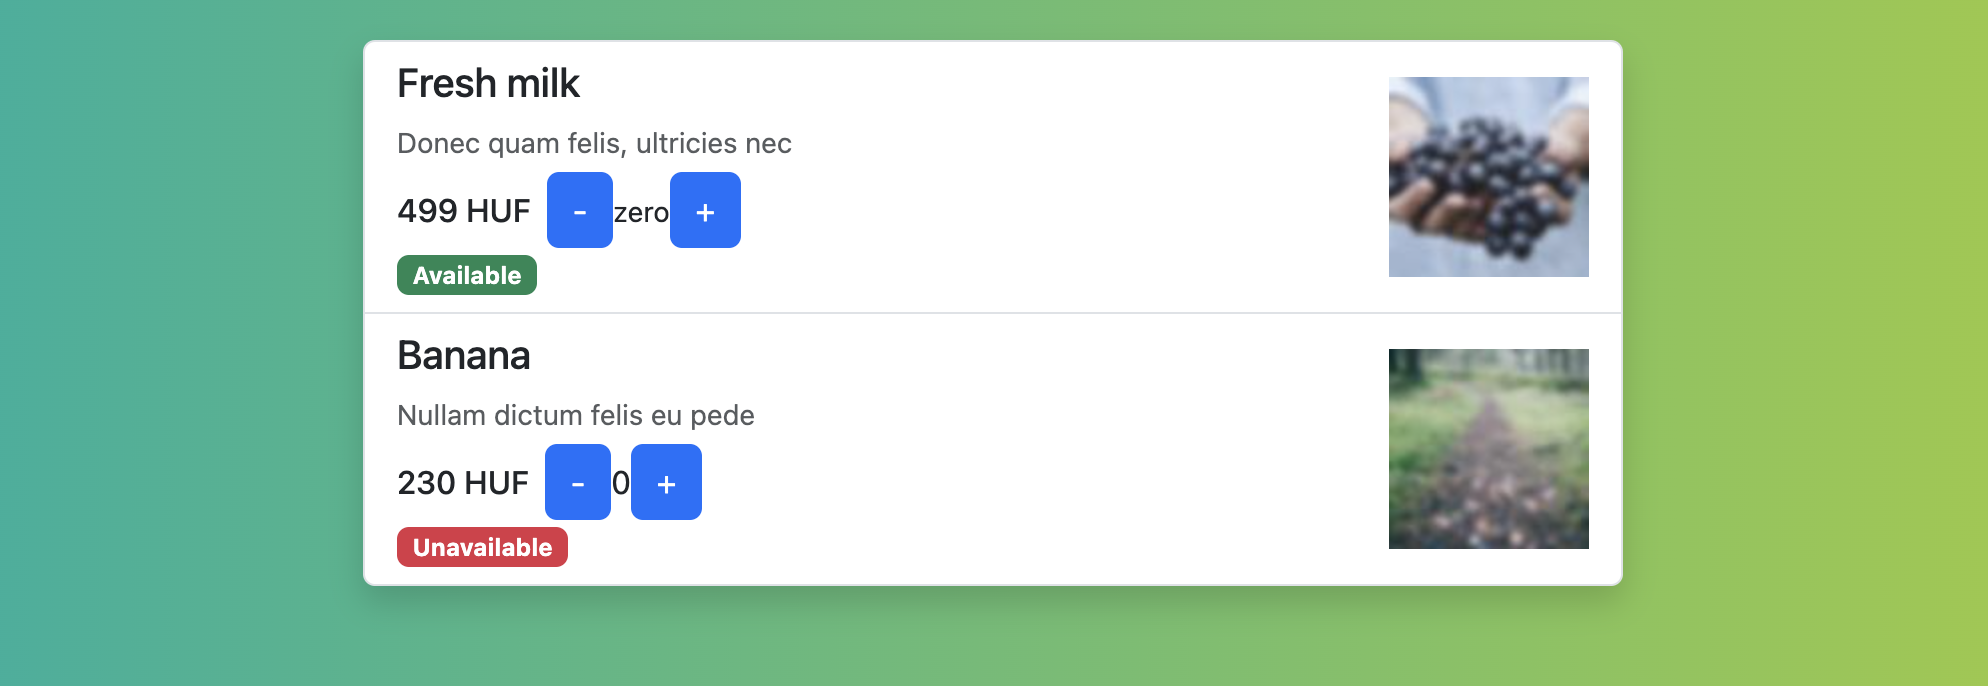 Fresh milk
Donec quam felis, ultricies nec
499 HUF - zero +
Available
Banana
Nullam dictum felis eu pede
230 HUF - 0 +
Unavailable